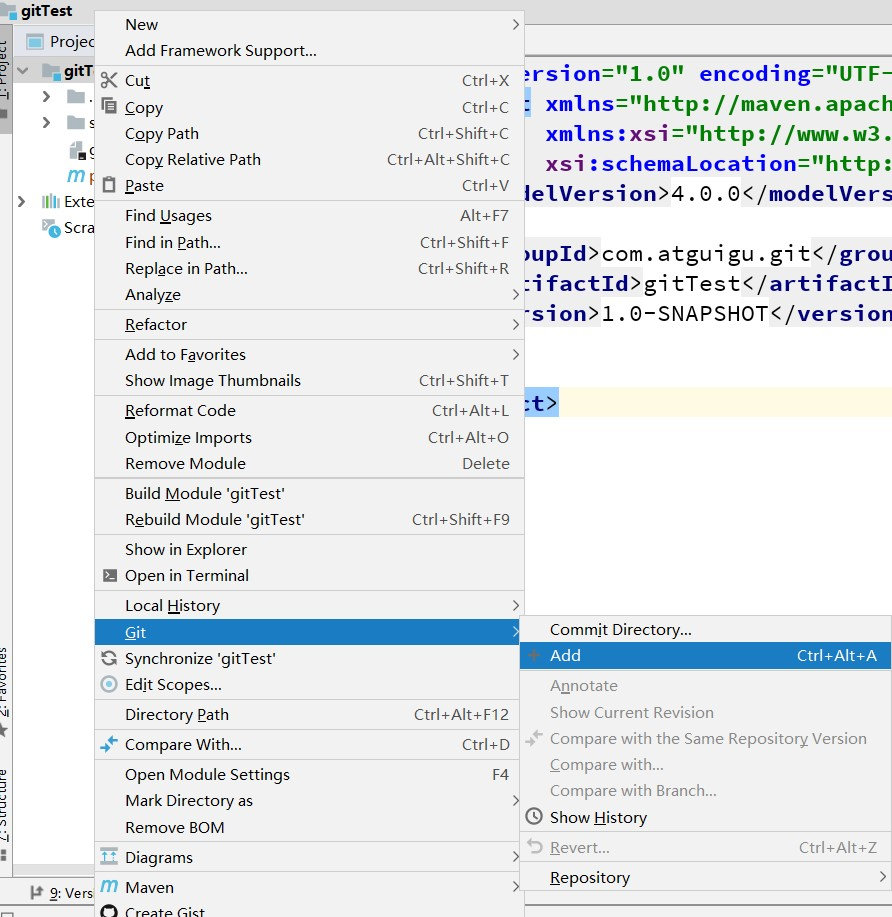 gitTest
1: Project
Projec
gitT
.
s
g
m p
Exte
Scra
2: Favorites
7: Structure
9: Versi
New
Add Framework Support...
Cut Ctrl+X
Copy Ctrl+C
Copy Path Ctrl+Shift+C
Copy Relative Path Ctrl+Alt+Shift+C
Paste Ctrl+V
Find Usages Alt+F7
Find in Path... Ctrl+Shift+F
Replace in Path... Ctrl+Shift+R
Analyze
Refactor
Add to Favorites
Show Image Thumbnails Ctrl+Shift+T
Reformat Code Ctrl+Alt+L
Optimize Imports Ctrl+Alt+O
Remove Module Delete
Build Module 'gitTest'
Rebuild Module 'gitTest' Ctrl+Shift+F9
Show in Explorer
Open in Terminal
Local History
Git
Synchronize 'gitTest'
Edit Scopes...
Directory Path Ctrl+Alt+F12
Compare With... Ctrl+D
Open Module Settings F4
Mark Directory as
Remove BOM
Diagrams
m Maven
Create Gist
ersion="1.0" encoding="UTF-
t xmlns="http://maven.apach
xmlns:xsi="http://www.w3.
xsi:schemaLocation="http:
delVersion>4.0.0</modelVers
oupId>com.atguigu.git</grou
tifactId>gitTest</artifactI
rsion>1.0-SNAPSHOT</version
ct>
Commit Directory...
Add Ctrl+Alt+A
Annotate
Show Current Revision
Compare with the Same Repository Version
Compare with...
Compare with Branch...
Show History
Revert... Ctrl+Alt+Z
Repository